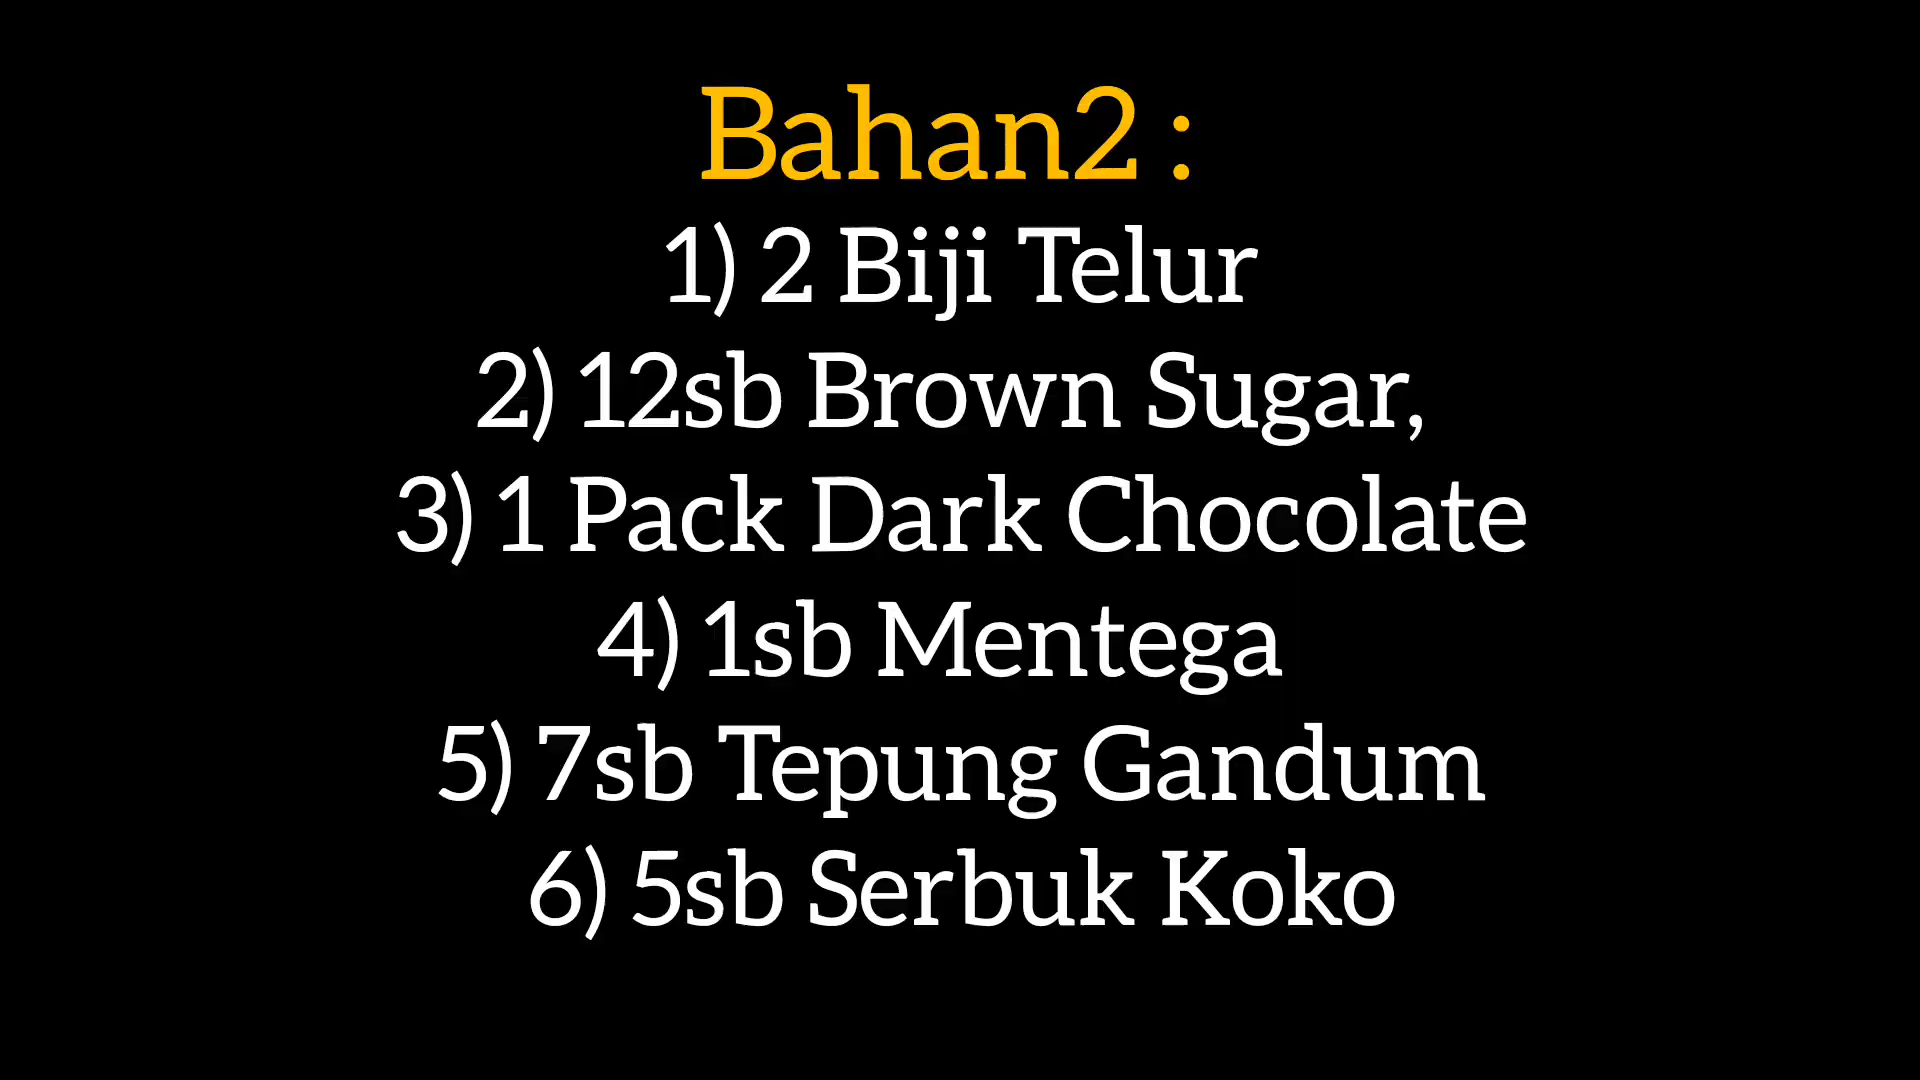 Bahan2 :
1) 2 Biji Telur
2) 12sb Brown Sugar,
3) 1 Pack Dark Chocolate
4) 1sb Mentega
5) 7sb Tepung Gandum
6) 5sb Serbuk Koko